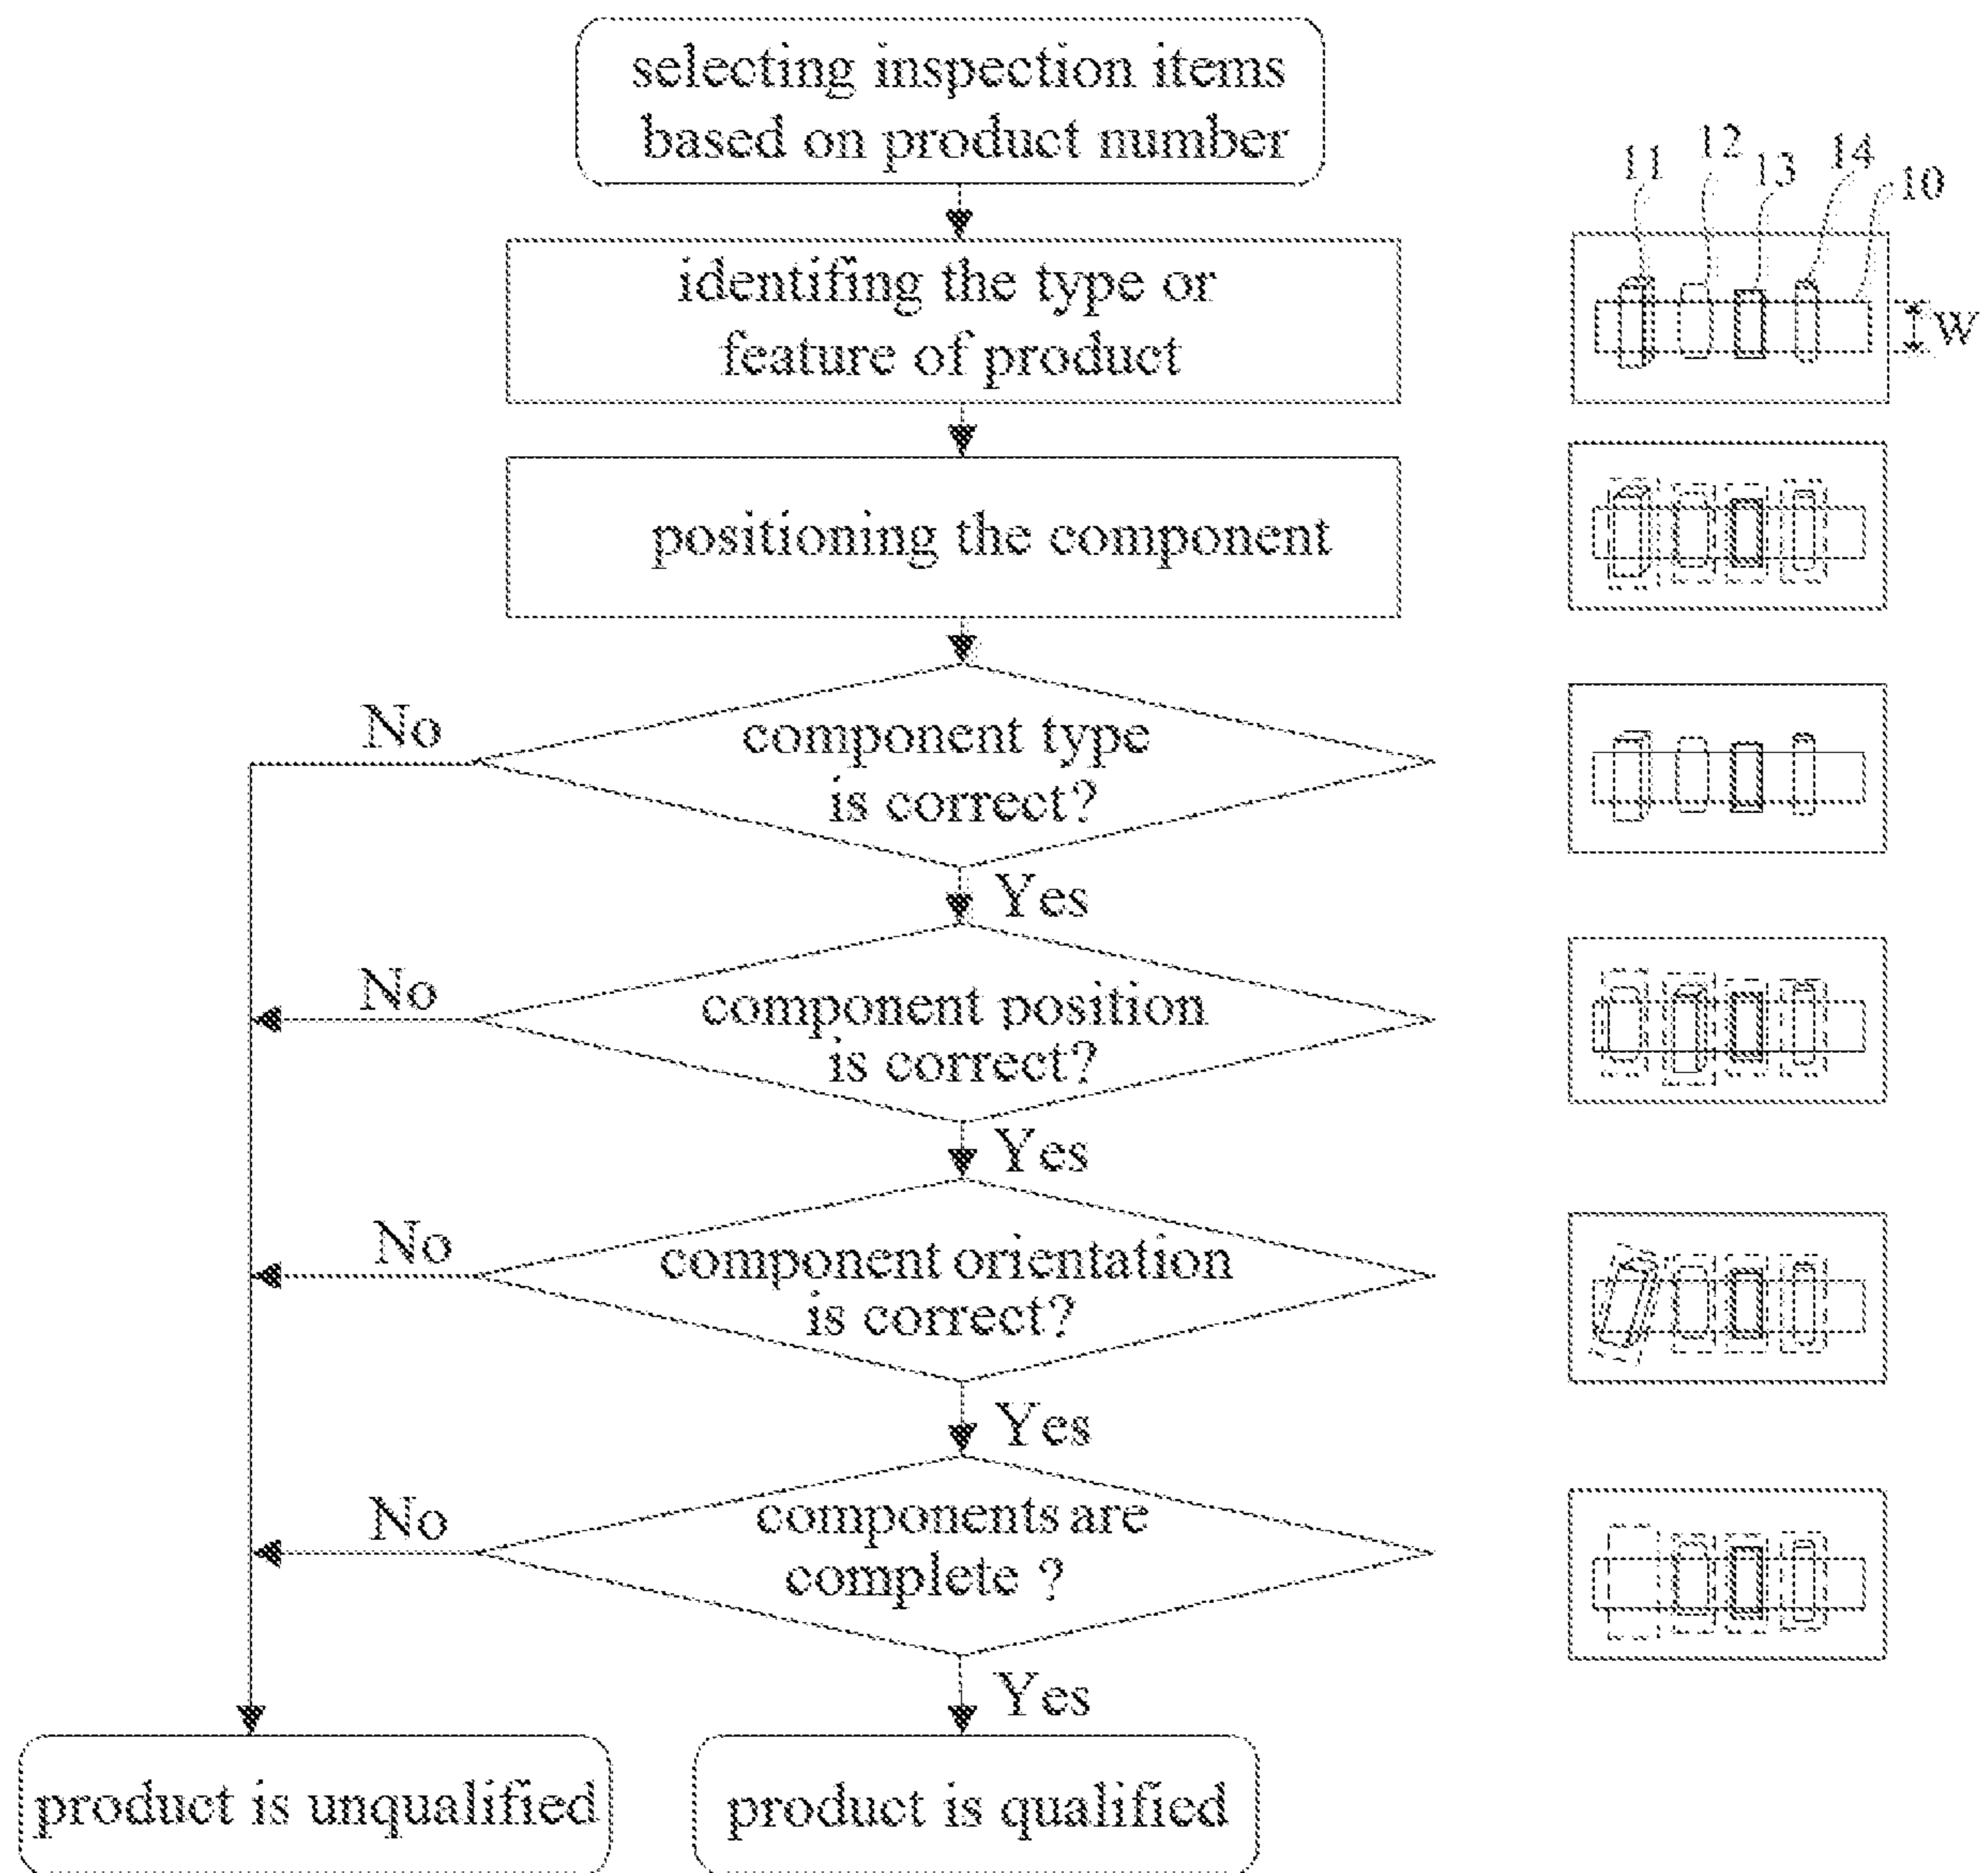 selecting inspection items
based on product number
11
12
13
14
10
identifing the type or
feature of product
W
positioning the component
No
component type
is correct?
Yes
No
component position
is correct?
Yes
No
component orientation
is correct?
Yes
No
components are
complete ?
Yes
product is unqualified
product is qualified